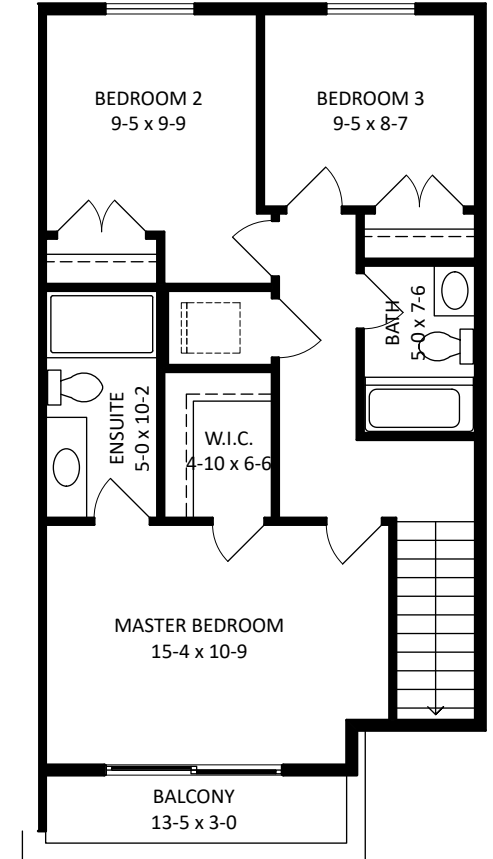 BEDROOM 2
9-5 x 9-9
BEDROOM 3
9-5 x 8-7
BATH
5-0 x 7-6
ENSUITE
5-0 x 10-2
W.I.C.
4-10 x 6-6
MASTER BEDROOM
15-4 x 10-9
BALCONY
13-5 x 3-0